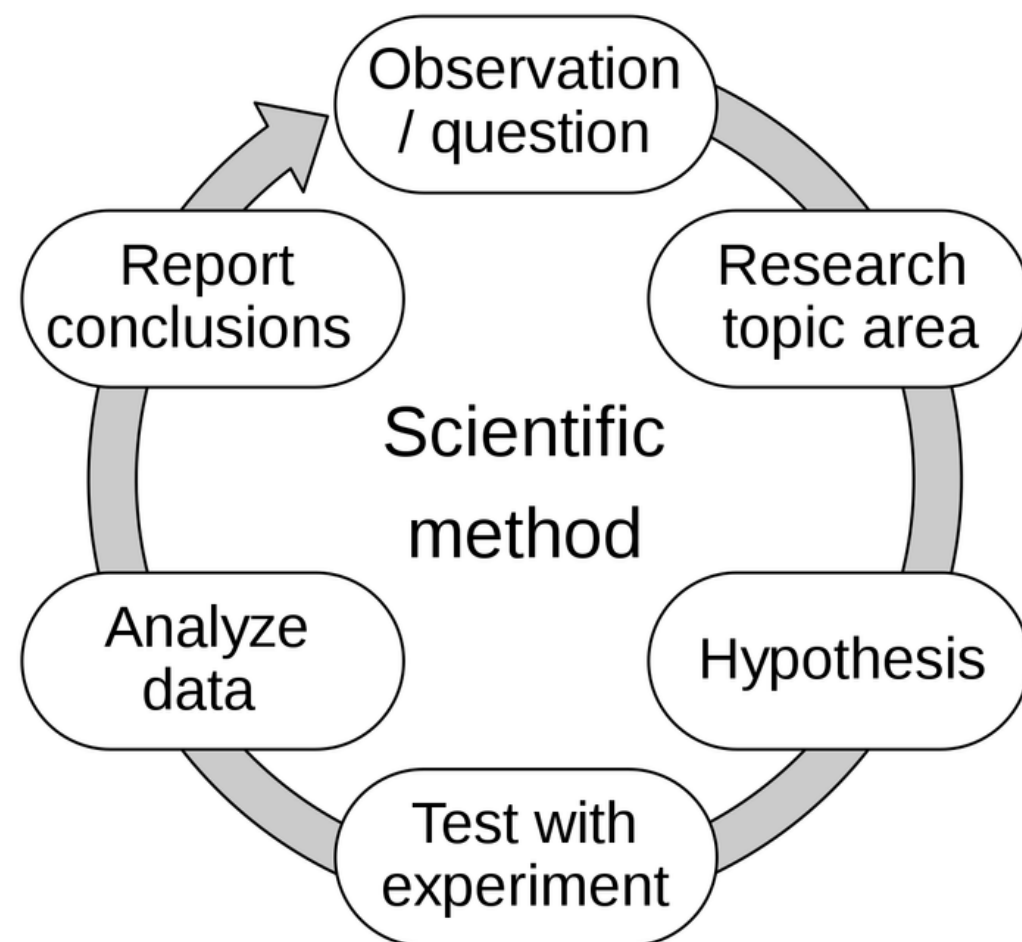 Observation
/ question
Research
topic area
Hypothesis
Test with
experiment
Analyze
data
Report
conclusions
Scientific
method